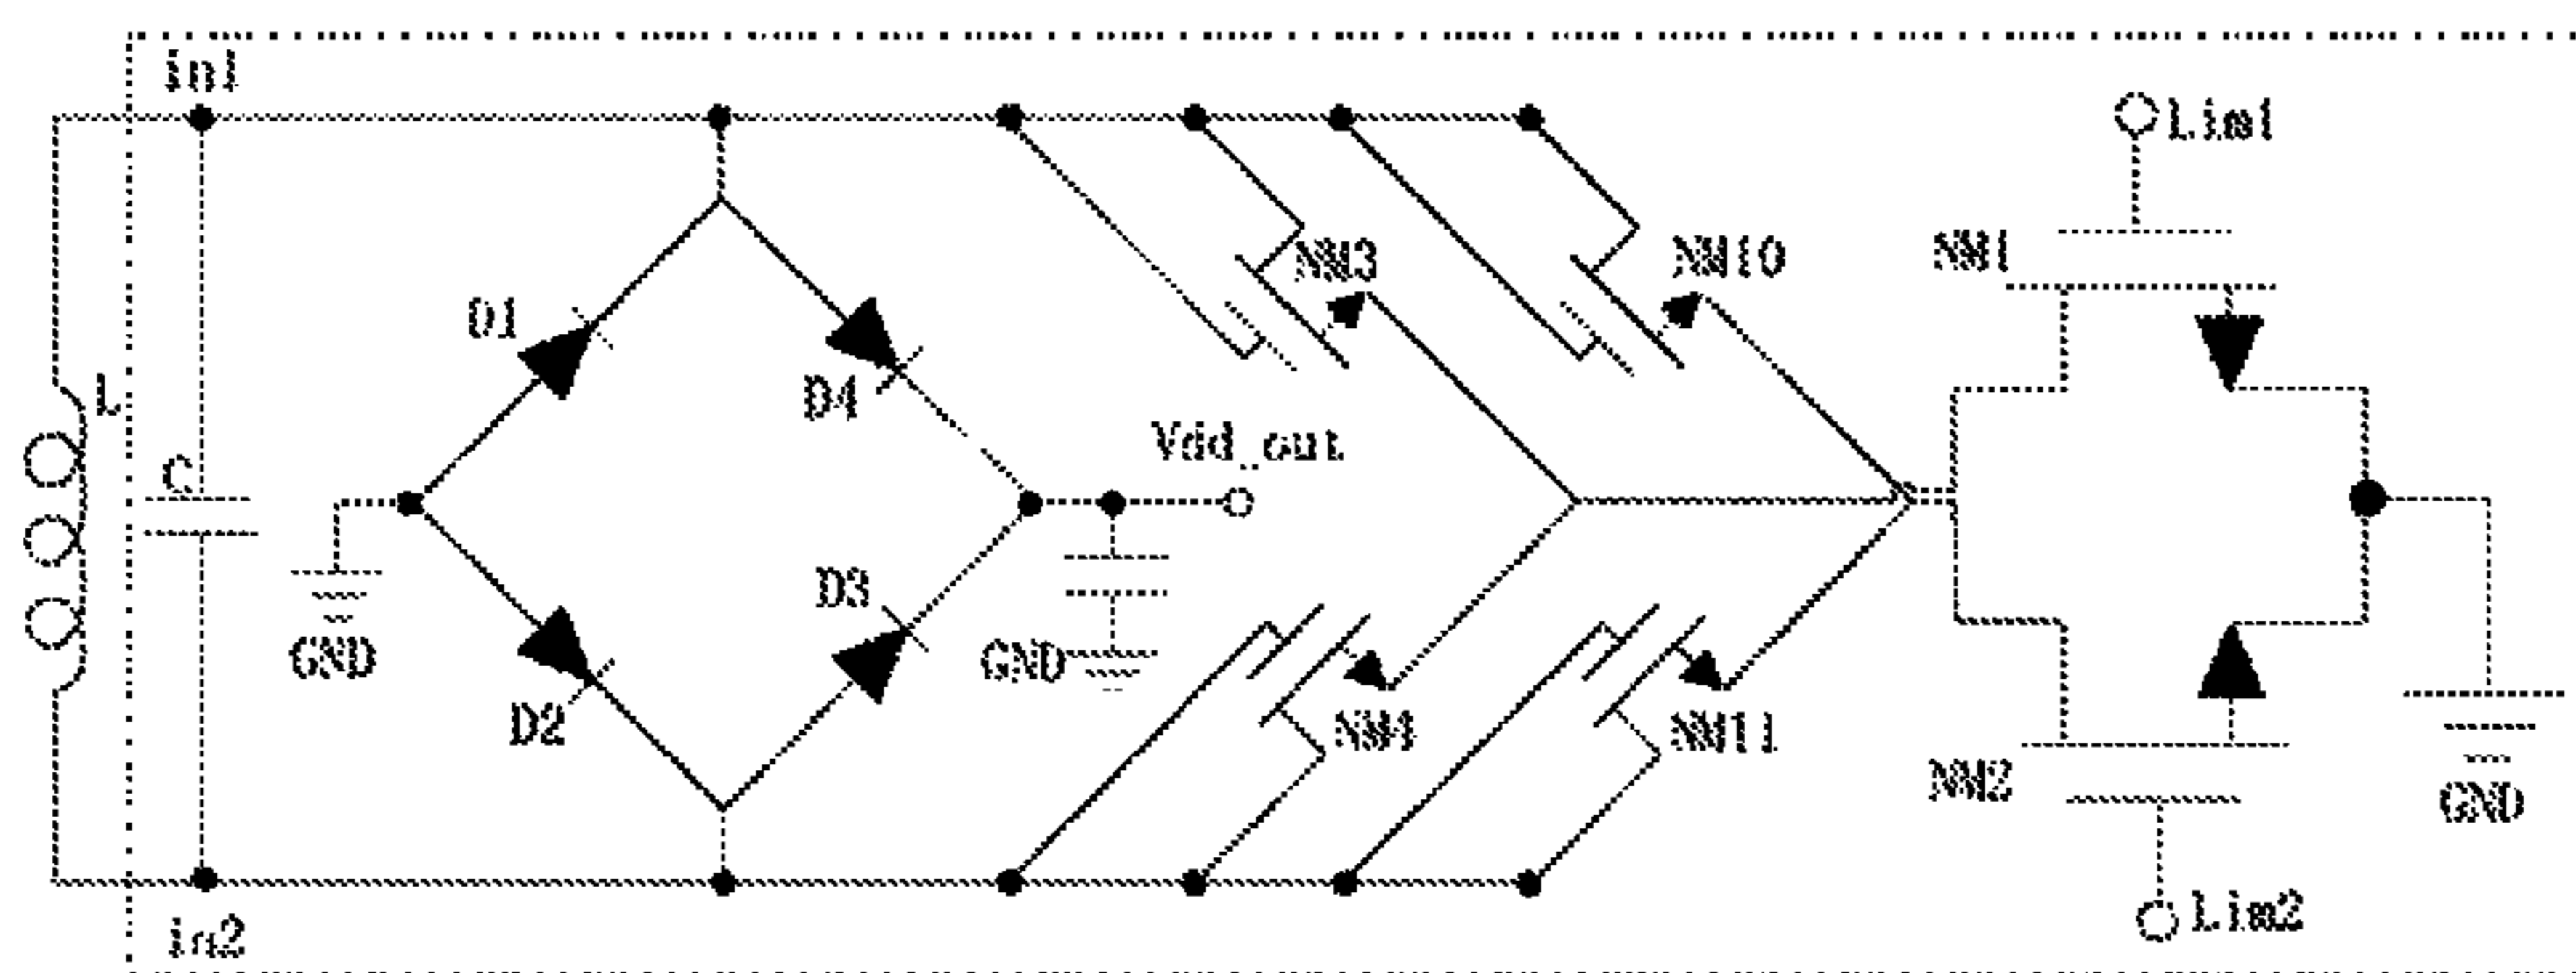 in1
Lim1
NM3
NM10
NM1
D1
L
D4
Vdd_out
C
D3
GND
GND
D2
NM4
NM11
NM2
GND
in2
Lim2